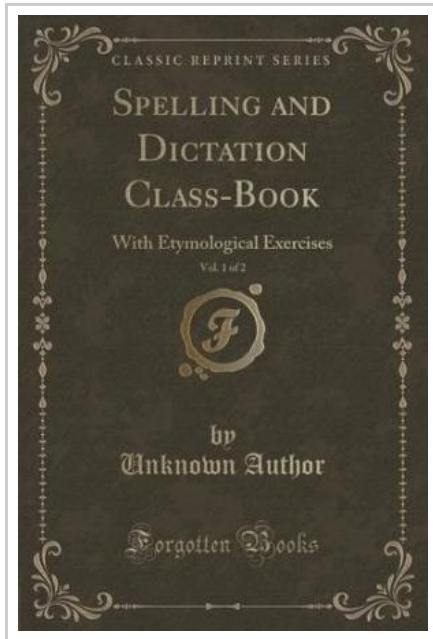 CLASSIC REPRINT SERIES
SPELLING AND
DICTATION
CLASS-BOOK
With Etymological Exercises
Vol. 1 of 2
F
by
Unknown Author
Forgotten Books